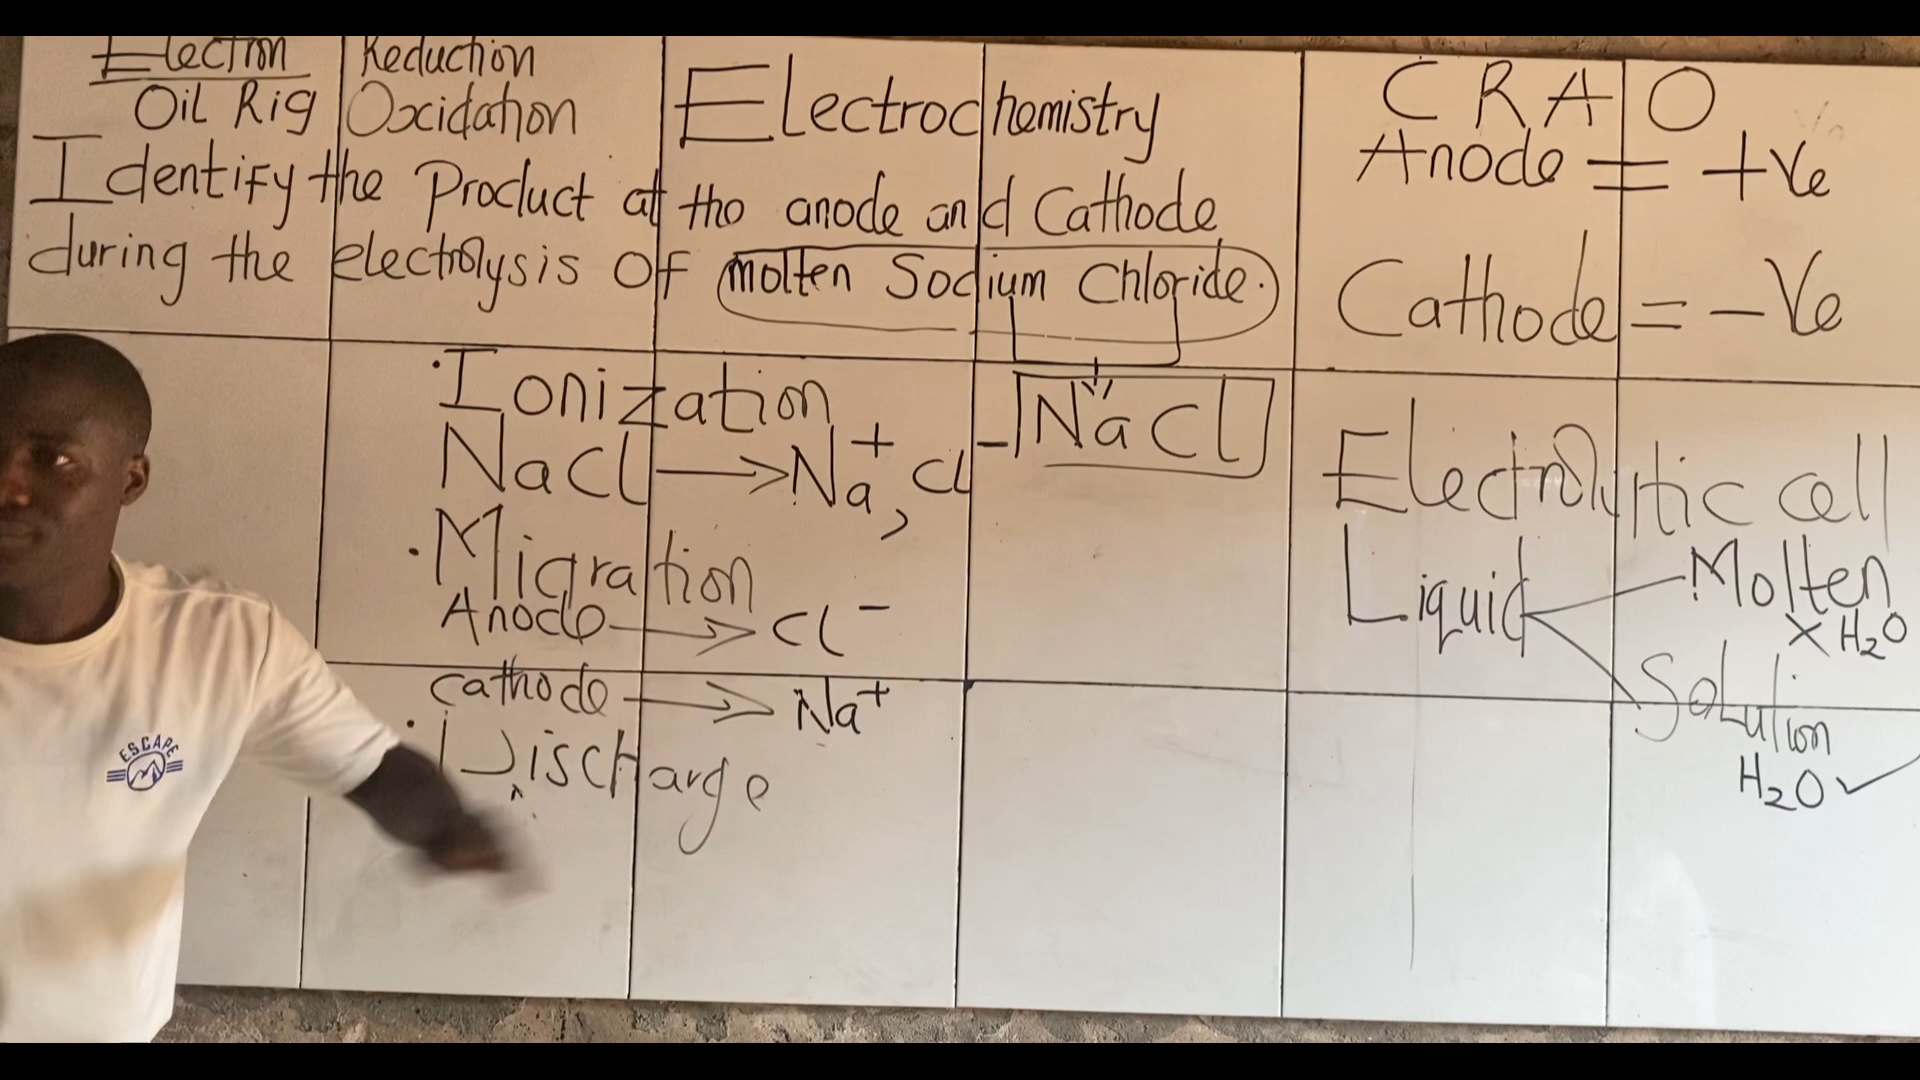 Electron
Oil Rig
Reduction
Oxidation
Electrochemistry
Identify the Product at the anode and Cathode
during the electrolysis of molten Sodium Chloride.
NaCl
• Ionization
NaCl → Na+, Cl-
• Migration
Anode → Cl-
cathode → Na+
• Discharge
C R A O
Anode = +Ve
Cathode = -Ve
Electrolytic cell
Liquid
Molten
X H2O
Solution
H2O ✓
ESCAPE